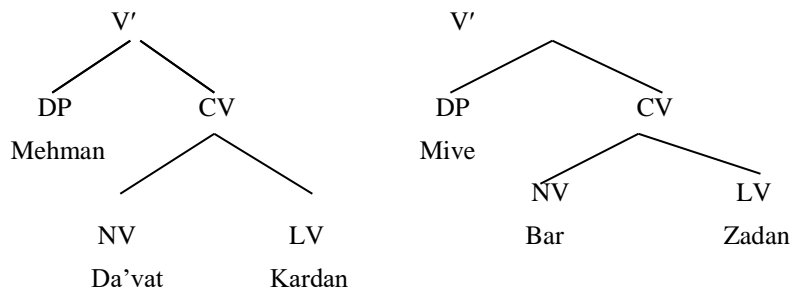 V′ V′
DP CV DP CV
Mehman Mive
NV LV
NV LV Bar Zadan
Da’vat Kardan